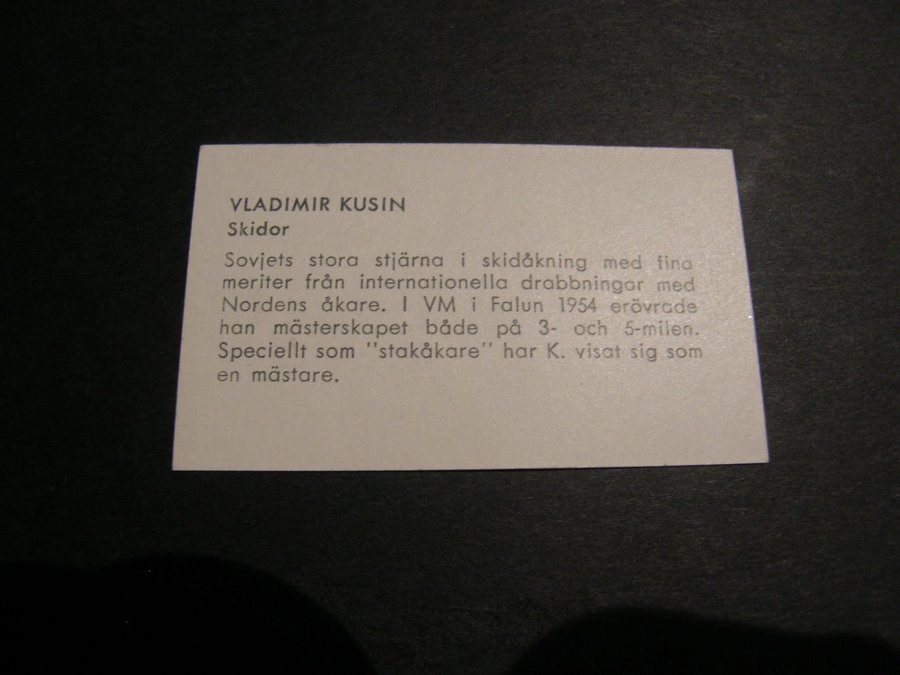 VLADIMIR KUSIN
Skidor
Sovjets stora stjärna i skidåkning med fina
meriter från internationella drabbningar med
Nordens åkare. I VM i Falun 1954 erövrade
han mästerskapet både på 3- och 5-milen.
Speciellt som "stakåkare" har K. visat sig som
en mästare.